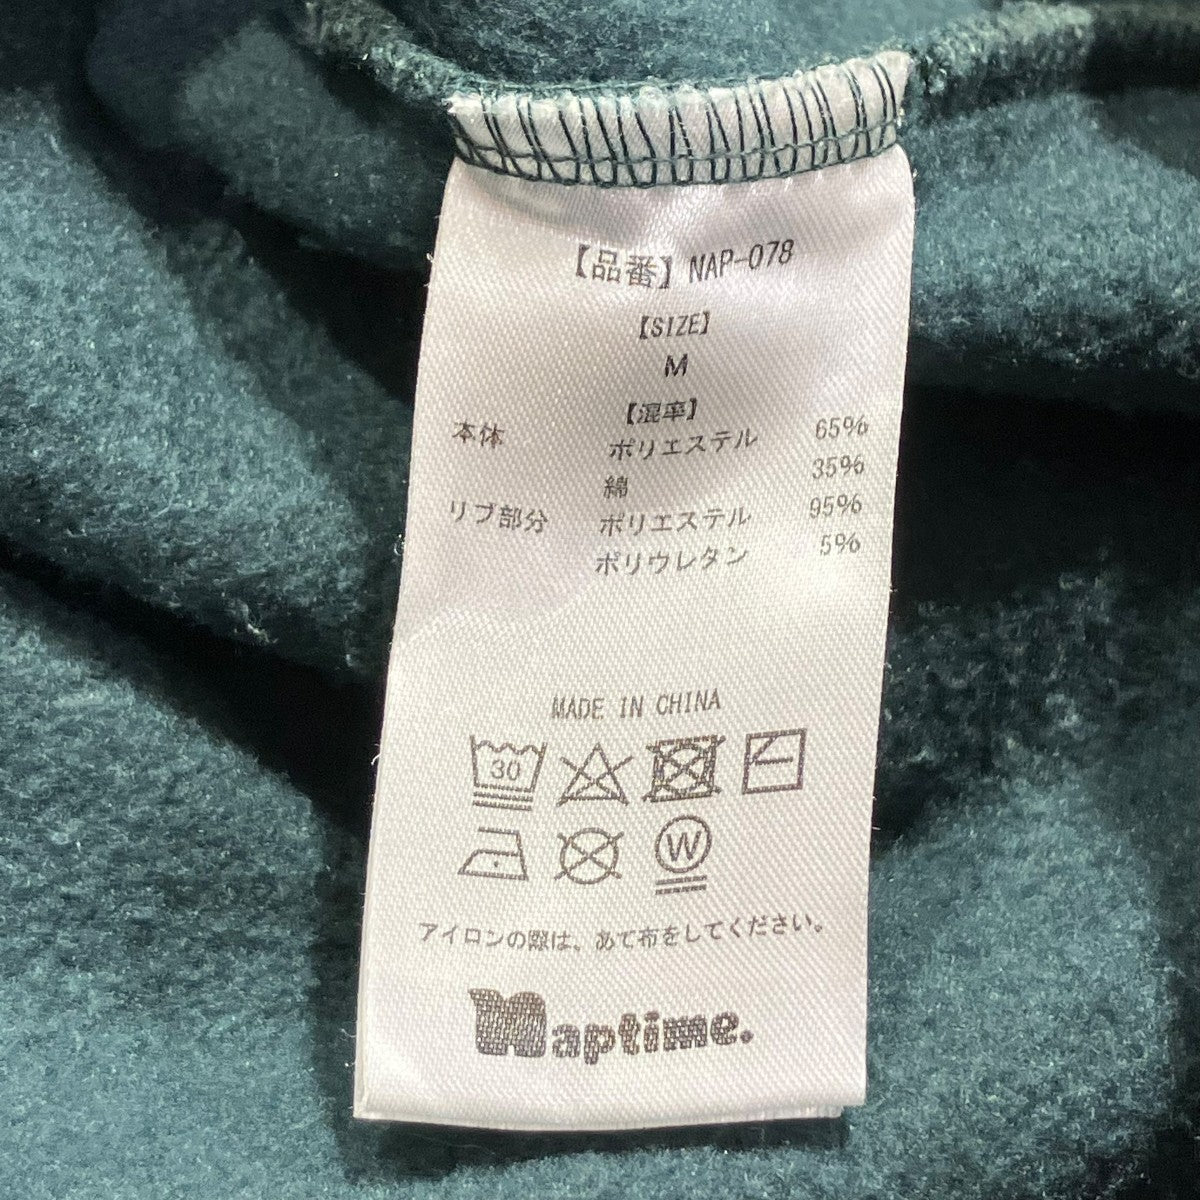 【品番】NAP-078
【SIZE】
M
【混率】
本体 ポリエステル 65%
綿 35%
リブ部分 ポリエステル 95%
ポリウレタン 5%
MADE IN CHINA
30
W
アイロンの際は、あて布をしてください。
Naptime.